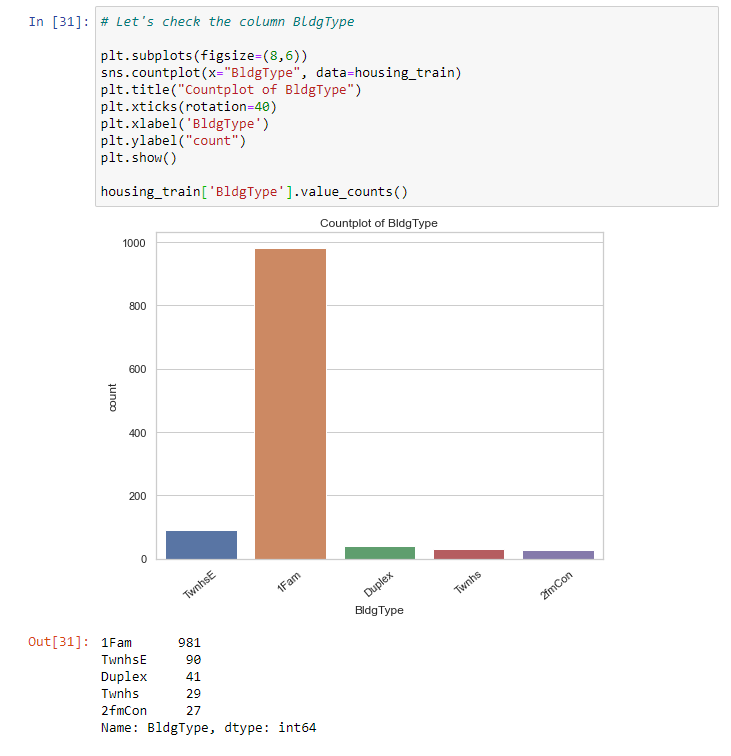 In [31]: # Let's check the column BldgType
plt.subplots(figsize=(8,6))
sns.countplot(x="BldgType", data=housing_train)
plt.title("Countplot of BldgType")
plt.xticks(rotation=40)
plt.xlabel('BldgType')
plt.ylabel("count")
plt.show()
housing_train['BldgType'].value_counts()
Countplot of BldgType
1000
800
600
400
200
0
count
TwnhsE 1Fam Duplex Twnhs 2fmCon
BldgType
Out[31]: 1Fam 981
TwnhsE 90
Duplex 41
Twnhs 29
2fmCon 27
Name: BldgType, dtype: int64